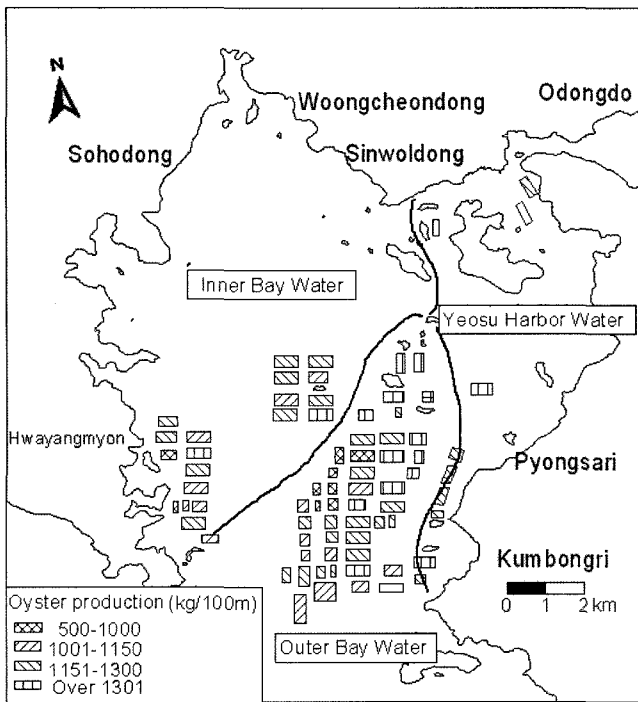 N
Odongdo
Woongcheondong
Sohodong
Sinwoldong
Inner Bay Water
Yeosu Harbor Water
Hwayangmyon
Pyongsari
Kumbongri
0 1 2 km
Oyster production (kg/100m)
500-1000
1001-1150
1151-1300
Over 1301
Outer Bay Water